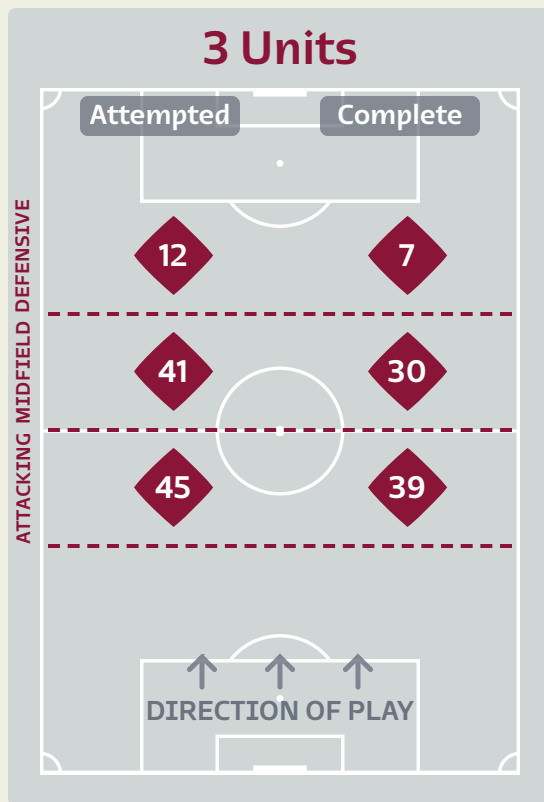 3 Units
Attempted Complete
ATTACKING MIDFIELD DEFENSIVE
12 7
41 30
45 39
DIRECTION OF PLAY